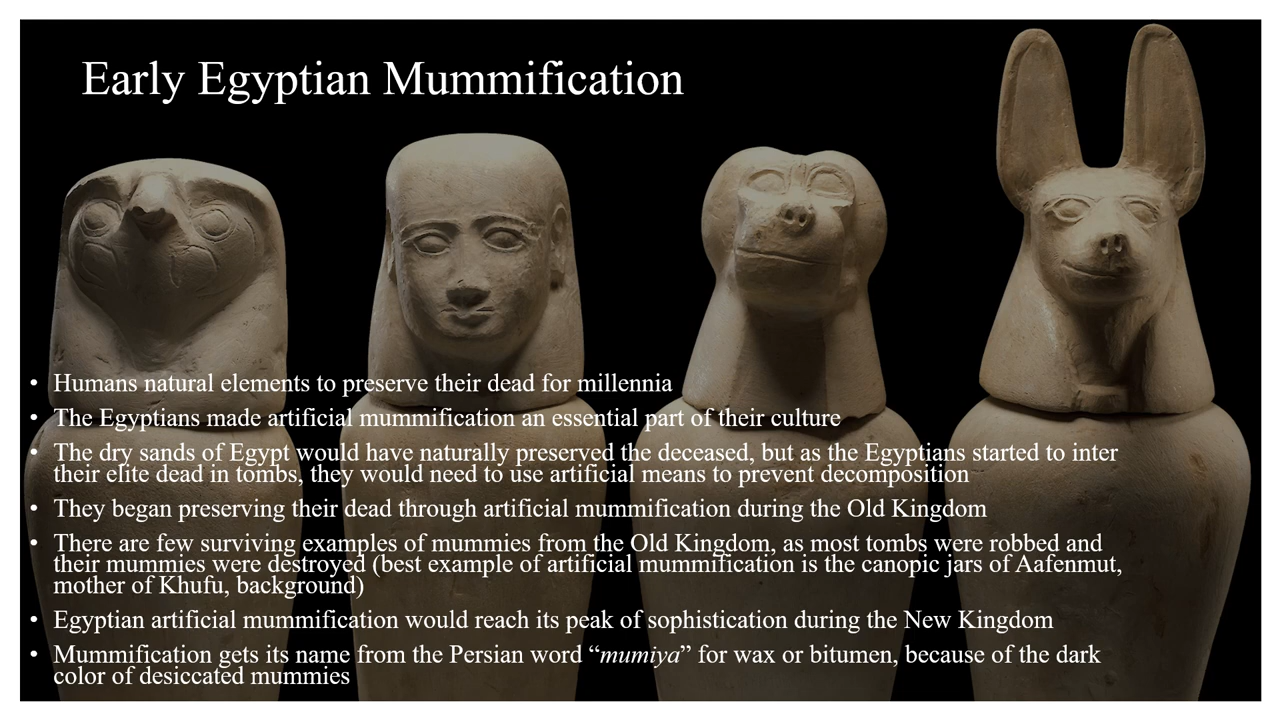 Early Egyptian Mummification
• Humans natural elements to preserve their dead for millennia
• The Egyptians made artificial mummification an essential part of their culture
• The dry sands of Egypt would have naturally preserved the deceased, but as the Egyptians started to inter
their elite dead in tombs, they would need to use artificial means to prevent decomposition
• They began preserving their dead through artificial mummification during the Old Kingdom
• There are few surviving examples of mummies from the Old Kingdom, as most tombs were robbed and
their mummies were destroyed (best example of artificial mummification is the canopic jars of Aafenmut,
mother of Khufu, background)
• Egyptian artificial mummification would reach its peak of sophistication during the New Kingdom
• Mummification gets its name from the Persian word “mumiya” for wax or bitumen, because of the dark
color of desiccated mummies